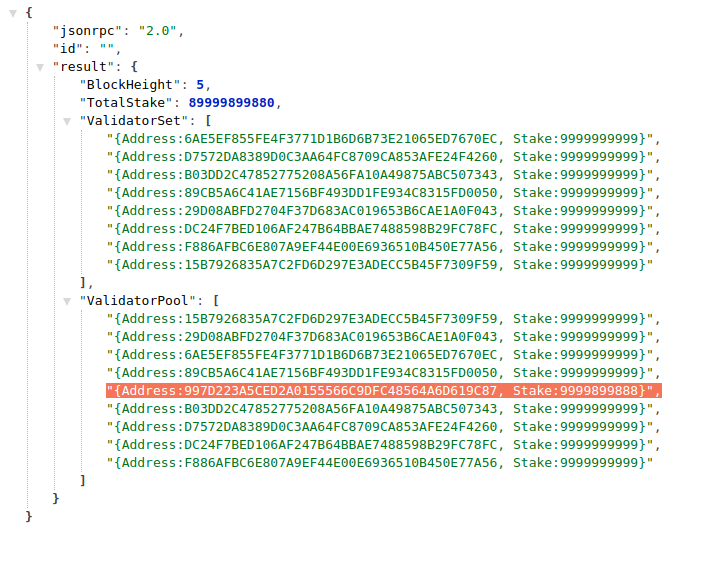 {
"jsonrpc": "2.0",
"id": "",
"result": {
"BlockHeight": 5,
"TotalStake": 89999899880,
"ValidatorSet": [
"{Address:6AE5EF855FE4F3771D1B6D6B73E21065ED7670EC, Stake:9999999999}",
"{Address:D7572DA8389D0C3AA64FC8709CA853AFE24F4260, Stake:9999999999}",
"{Address:B03DD2C47852775208A56FA10A49875ABC507343, Stake:9999999999}",
"{Address:89CB5A6C41AE7156BF493DD1FE934C8315FD0050, Stake:9999999999}",
"{Address:29D08ABFD2704F37D683AC019653B6CAE1A0F043, Stake:9999999999}",
"{Address:DC24F7BED106AF247B64BBAE7488598B29FC78FC, Stake:9999999999}",
"{Address:F886AFBC6E807A9EF44E00E6936510B450E77A56, Stake:9999999999}",
"{Address:15B7926835A7C2FD6D297E3ADECC5B45F7309F59, Stake:9999999999}"
],
"ValidatorPool": [
"{Address:15B7926835A7C2FD6D297E3ADECC5B45F7309F59, Stake:9999999999}",
"{Address:29D08ABFD2704F37D683AC019653B6CAE1A0F043, Stake:9999999999}",
"{Address:6AE5EF855FE4F3771D1B6D6B73E21065ED7670EC, Stake:9999999999}",
"{Address:89CB5A6C41AE7156BF493DD1FE934C8315FD0050, Stake:9999999999}",
"{Address:997D223A5CED2A0155566C9DFC48564A6D619C87, Stake:9999899888}",
"{Address:B03DD2C47852775208A56FA10A49875ABC507343, Stake:9999999999}",
"{Address:D7572DA8389D0C3AA64FC8709CA853AFE24F4260, Stake:9999999999}",
"{Address:DC24F7BED106AF247B64BBAE7488598B29FC78FC, Stake:9999999999}",
"{Address:F886AFBC6E807A9EF44E00E6936510B450E77A56, Stake:9999999999}"
]
}
}